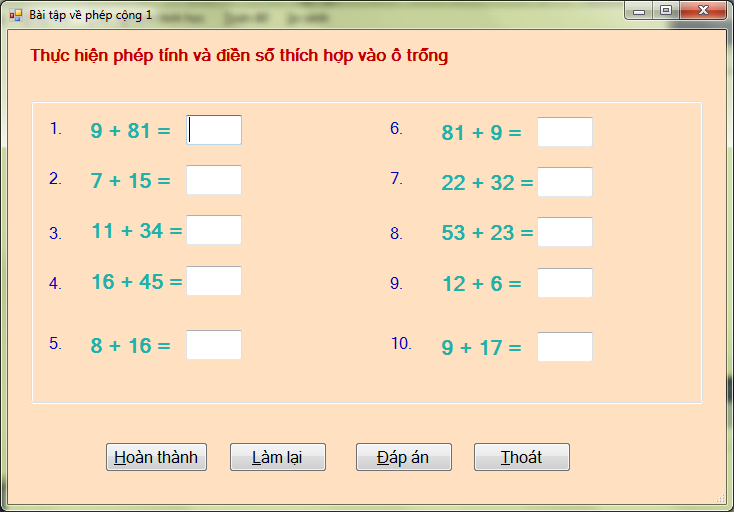 Bài tập về phép cộng 1
Thực hiện phép tính và điền số thích hợp vào ô trống
1. 9 + 81 =
2. 7 + 15 =
3. 11 + 34 =
4. 16 + 45 =
5. 8 + 16 =
6. 81 + 9 =
7. 22 + 32 =
8. 53 + 23 =
9. 12 + 6 =
10. 9 + 17 =
Hoàn thành
Làm lại
Đáp án
Thoát